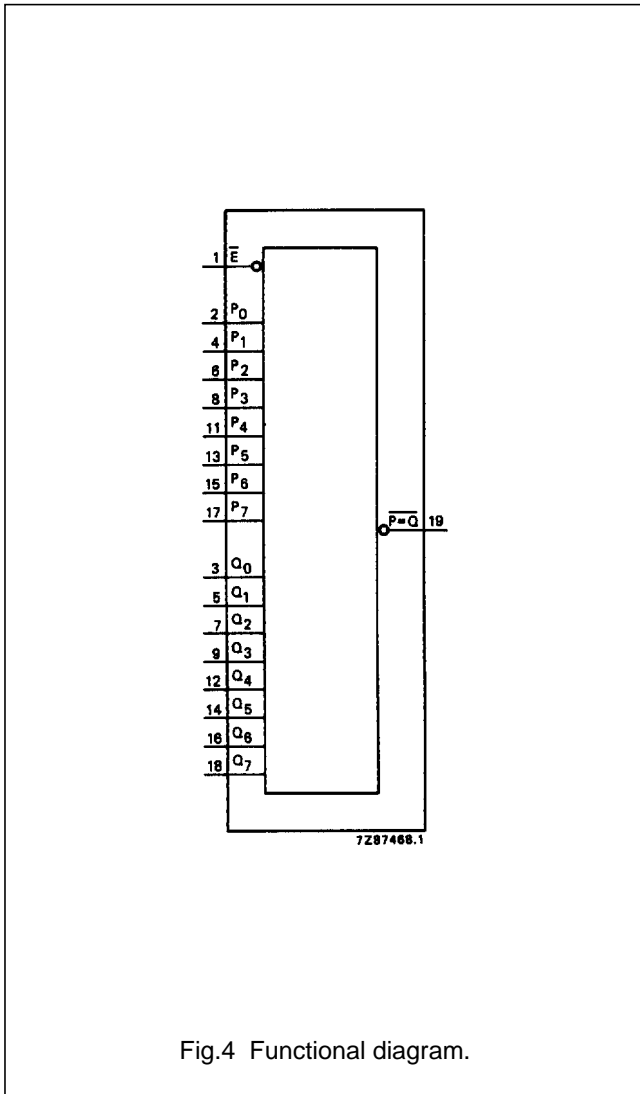 1 E̅
2 P0
4 P1
6 P2
8 P3
11 P4
13 P5
15 P6
17 P7
P̅=̅Q̅ 19
3 Q0
5 Q1
7 Q2
9 Q3
12 Q4
14 Q5
16 Q6
18 Q7
7Z87468.1
Fig.4 Functional diagram.